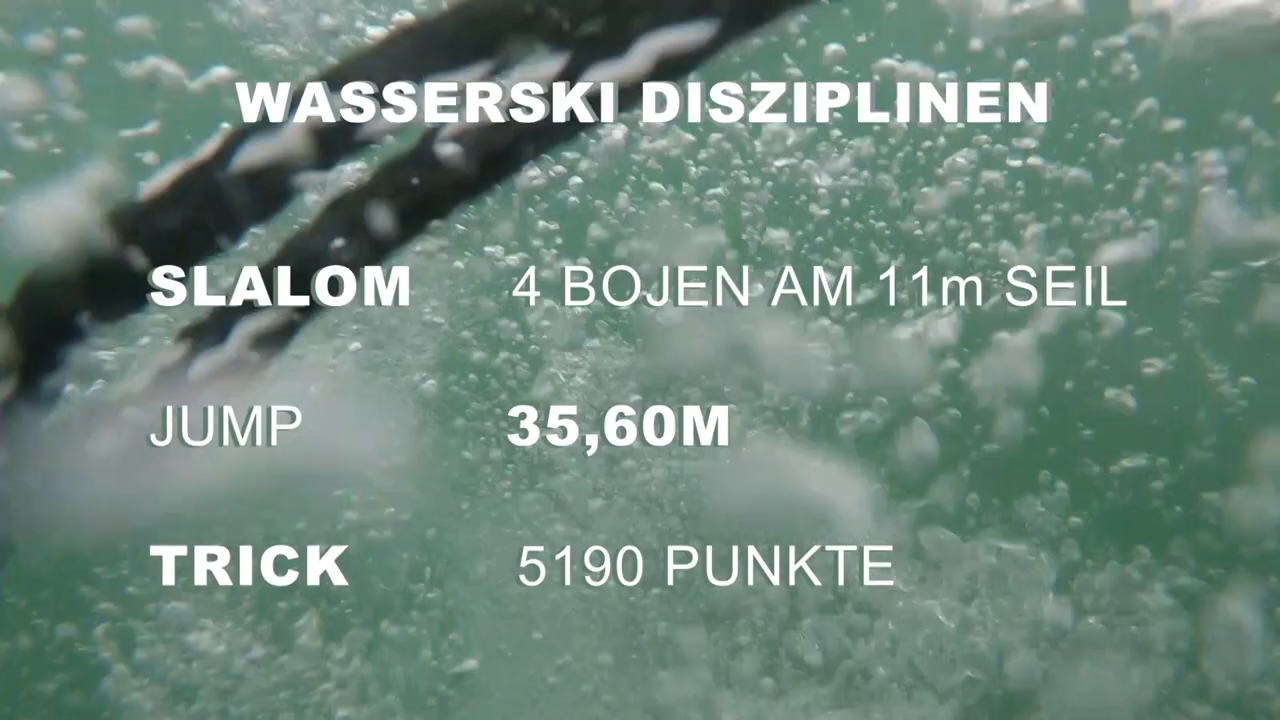 WASSERSKI DISZIPLINEN
SLALOM 4 BOJEN AM 11m SEIL
JUMP 35,60M
TRICK 5190 PUNKTE